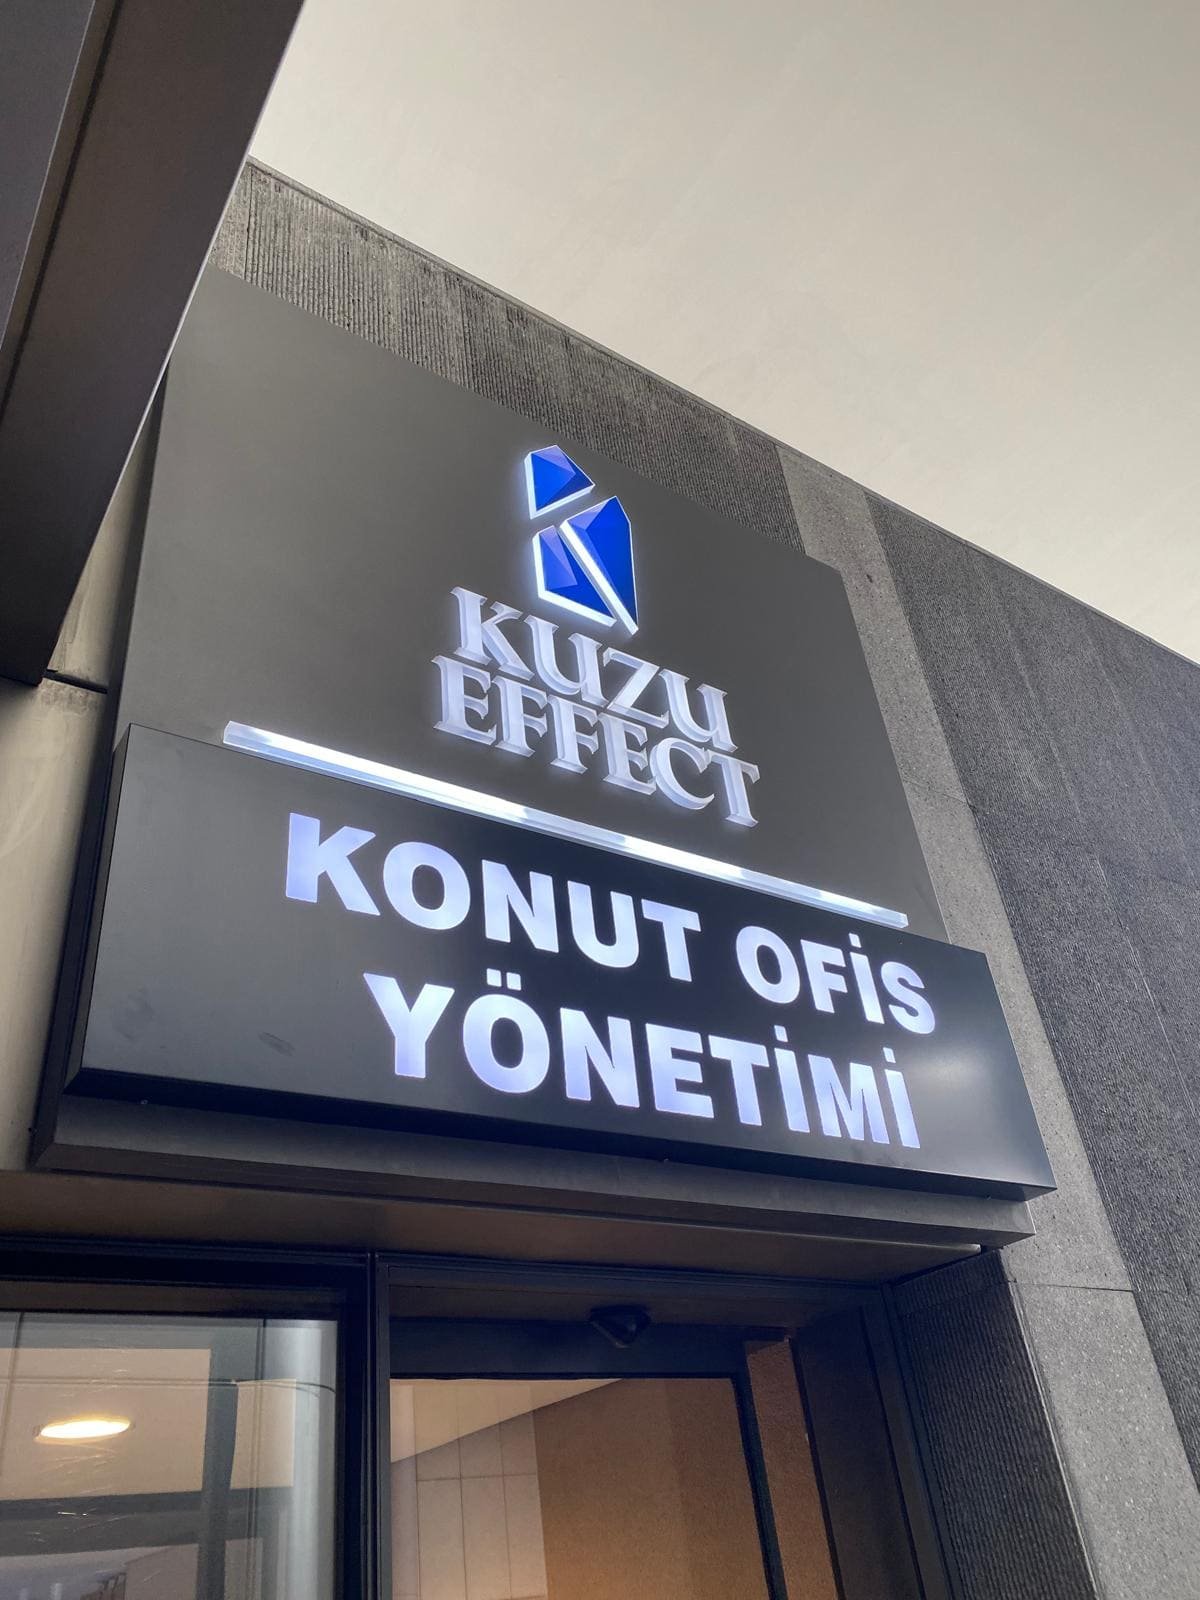 KUZU
EFFECT
KONUT OFİS
YÖNETİMİ